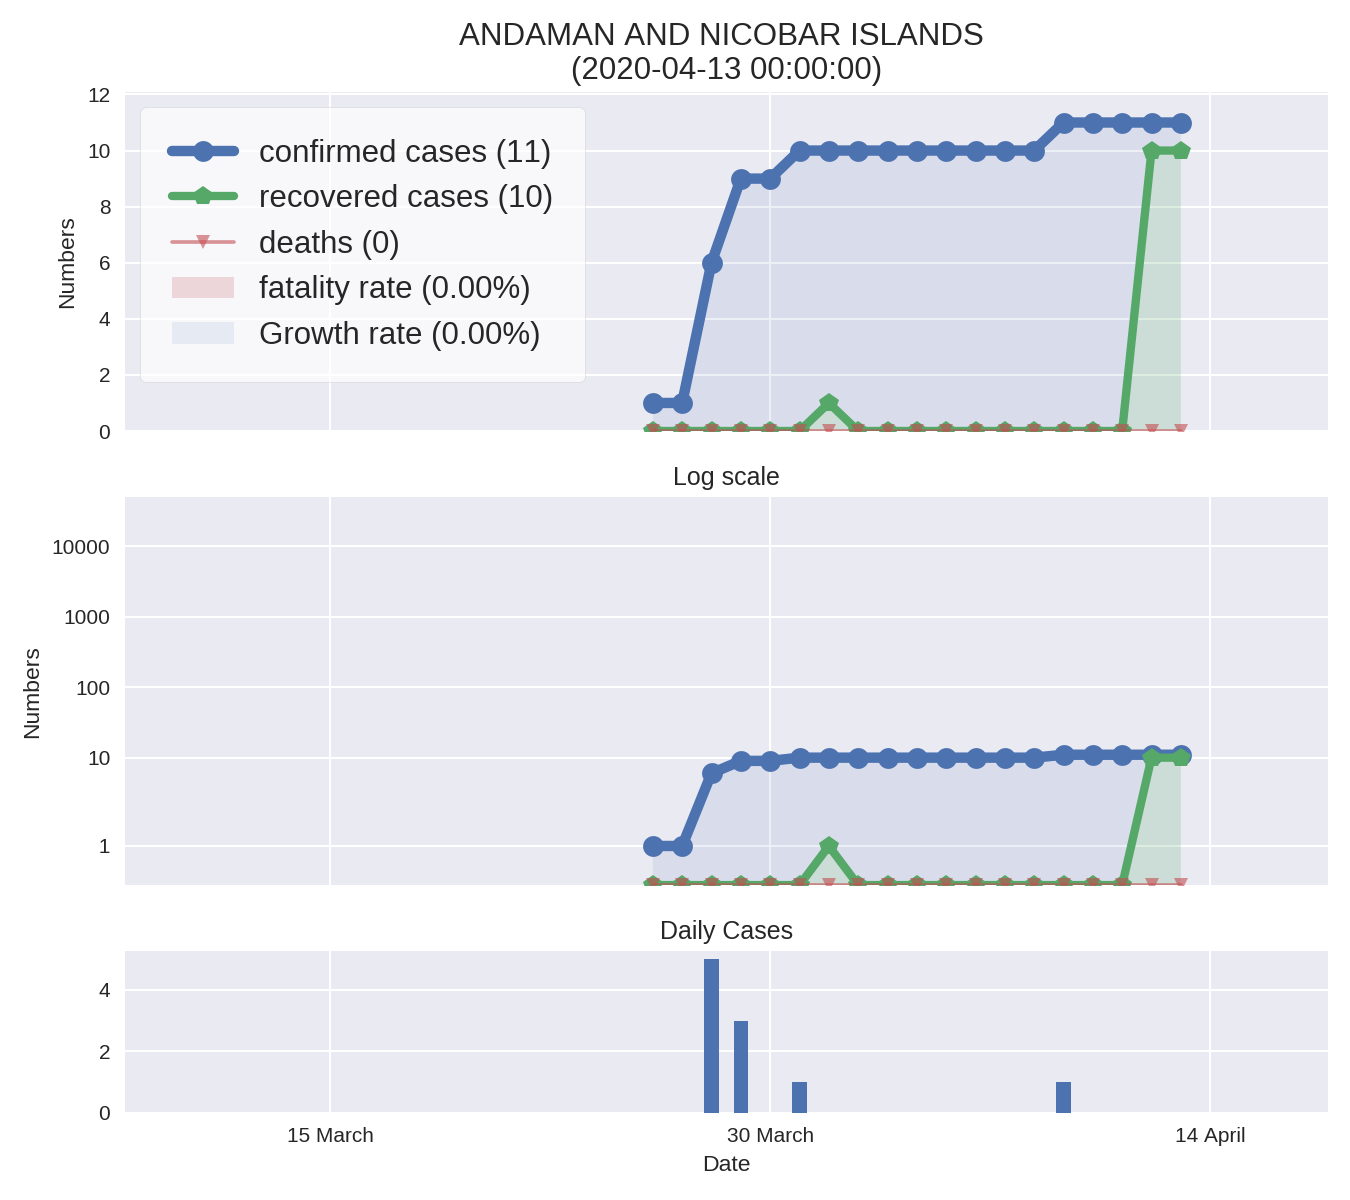 ANDAMAN AND NICOBAR ISLANDS
(2020-04-13 00:00:00)
12
10
8
6
4
2
0
Numbers
confirmed cases (11)
recovered cases (10)
deaths (0)
fatality rate (0.00%)
Growth rate (0.00%)
Log scale
10000
1000
100
10
1
Numbers
Daily Cases
4
2
0
15 March 30 March 14 April
Date